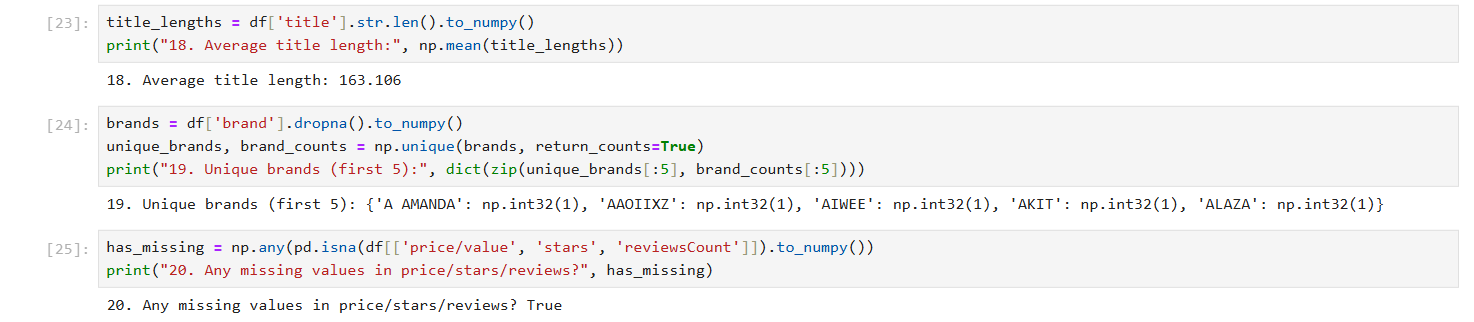 [23]: title_lengths = df['title'].str.len().to_numpy()
print("18. Average title length:", np.mean(title_lengths))
18. Average title length: 163.106
[24]: brands = df['brand'].dropna().to_numpy()
unique_brands, brand_counts = np.unique(brands, return_counts=True)
print("19. Unique brands (first 5):", dict(zip(unique_brands[:5], brand_counts[:5])))
19. Unique brands (first 5): {'A AMANDA': np.int32(1), 'AAOIIXZ': np.int32(1), 'AIWEE': np.int32(1), 'AKIT': np.int32(1), 'ALAZA': np.int32(1)}
[25]: has_missing = np.any(pd.isna(df[['price/value', 'stars', 'reviewsCount']]).to_numpy())
print("20. Any missing values in price/stars/reviews?", has_missing)
20. Any missing values in price/stars/reviews? True